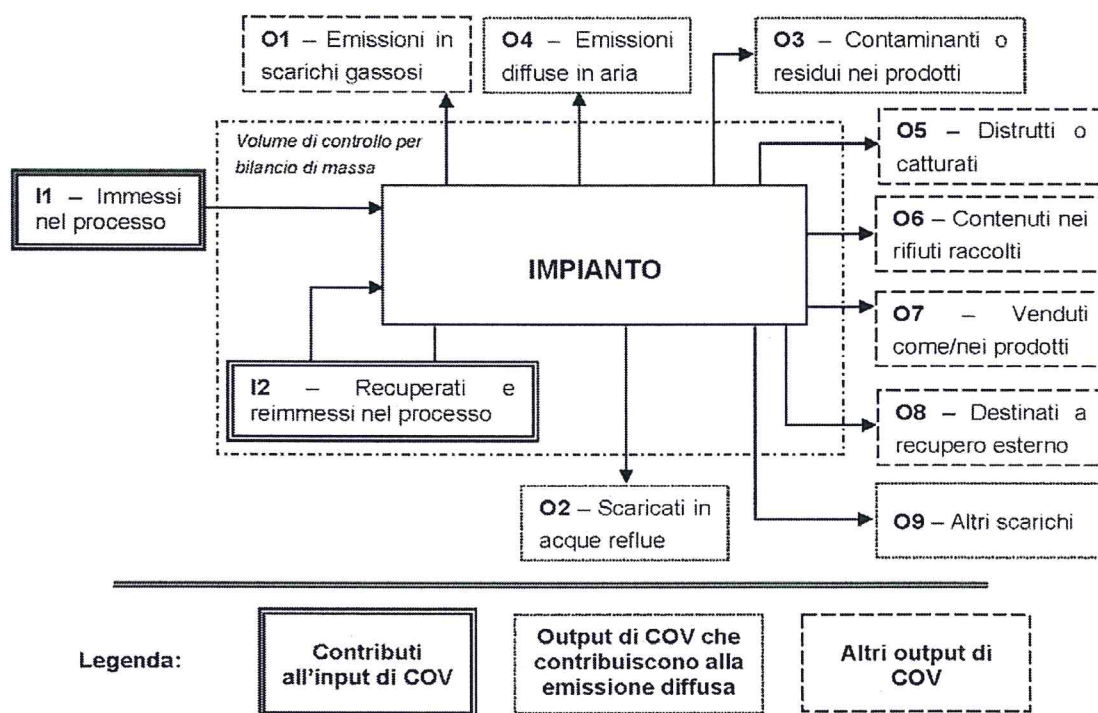 O1 – Emissioni in
scarichi gassosi
O4 – Emissioni
diffuse in aria
O3 – Contaminanti o
residui nei prodotti
Volume di controllo per
bilancio di massa
O5 – Distrutti o
catturati
I1 – Immessi
nel processo
O6 – Contenuti nei
rifiuti raccolti
IMPIANTO
O7 – Venduti
come/nei prodotti
I2 – Recuperati e
reimmessi nel processo
O8 – Destinati a
recupero esterno
O2 – Scaricati in
acque reflue
O9 – Altri scarichi
Legenda:
Contributi
all'input di COV
Output di COV che
contribuiscono alla
emissione diffusa
Altri output di
COV